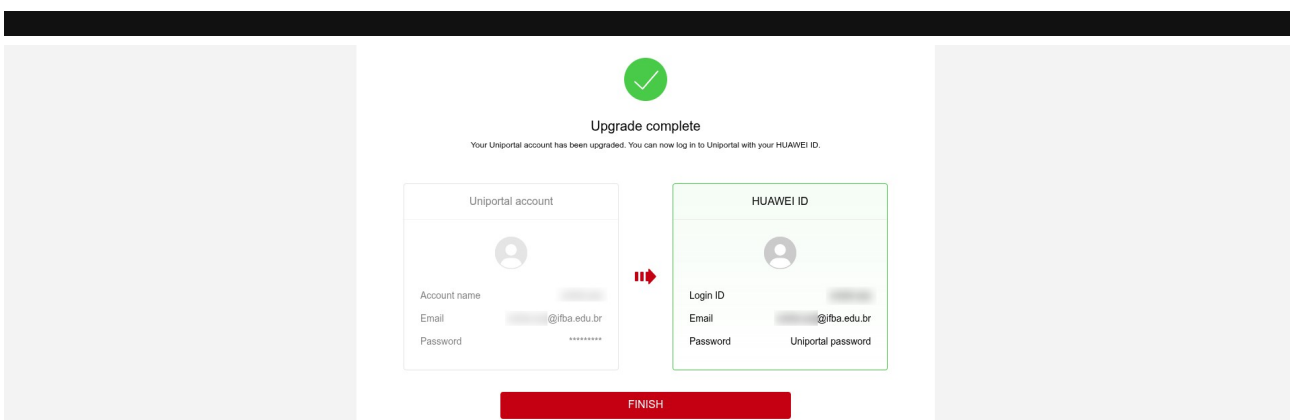 Upgrade complete
Your Uniportal account has been upgraded. You can now log in to Uniportal with your HUAWEI ID.
Uniportal account
Account name
Email @ifba.edu.br
Password *********
HUAWEI ID
Login ID
Email @ifba.edu.br
Password Uniportal password
FINISH